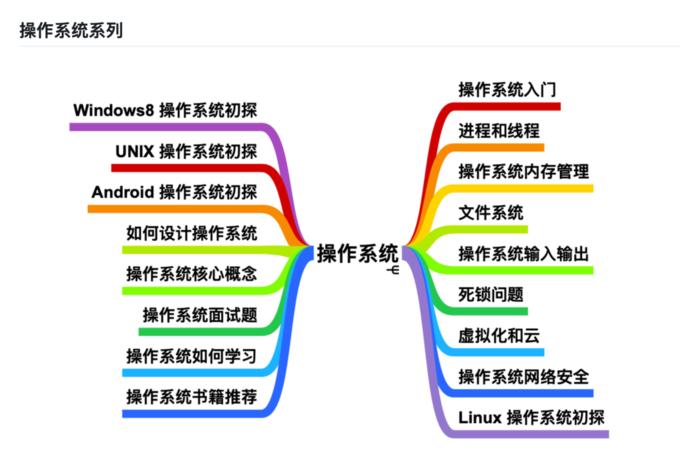 操作系统系列
Windows8 操作系统初探
UNIX 操作系统初探
Android 操作系统初探
如何设计操作系统
操作系统核心概念
操作系统面试题
操作系统如何学习
操作系统书籍推荐
操作系统
操作系统入门
进程和线程
操作系统内存管理
文件系统
操作系统输入输出
死锁问题
虚拟化和云
操作系统网络安全
Linux 操作系统初探